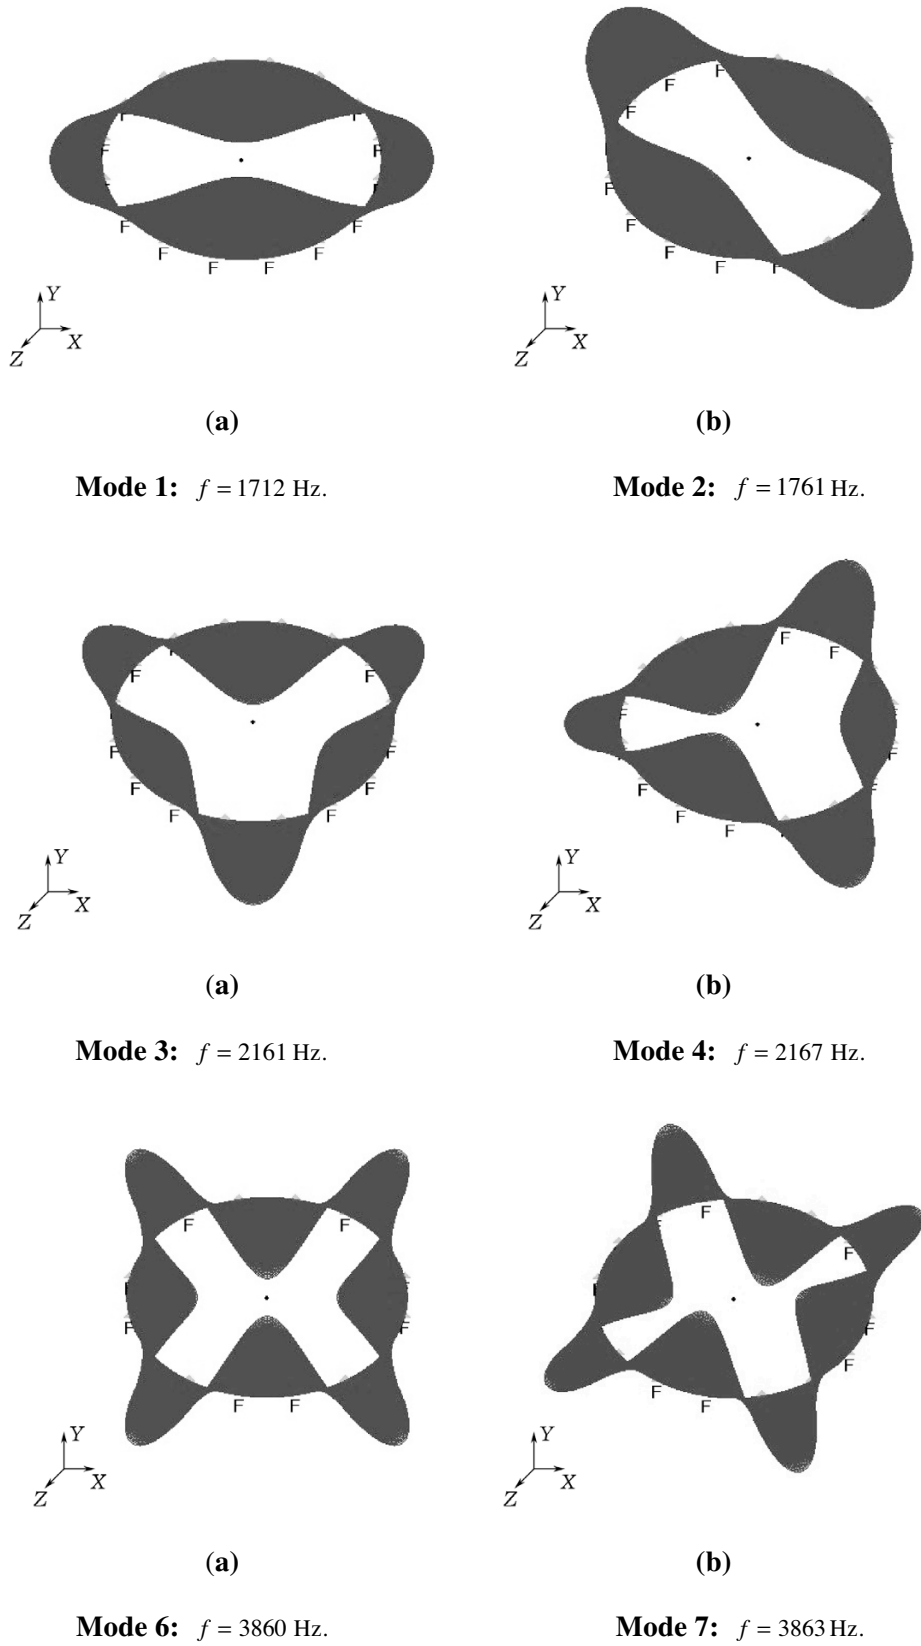 F F F
F F
F F
F F
F F F F
Y Y
X X
Z Z
(a) (b)
Mode 1: f = 1712 Hz. Mode 2: f = 1761 Hz.
F F
F F
F F
F F F
F F F F
Y Y
X X
Z Z
(a) (b)
Mode 3: f = 2161 Hz. Mode 4: f = 2167 Hz.
F F F
F
F F F
F F F F F
Y Y
X X
Z Z
(a) (b)
Mode 6: f = 3860 Hz. Mode 7: f = 3863 Hz.